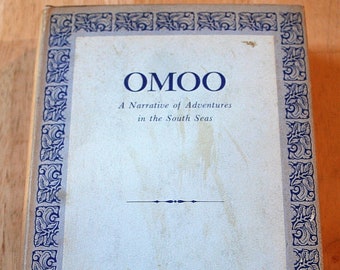 OMOO
A Narrative of Adventures
in the South Seas